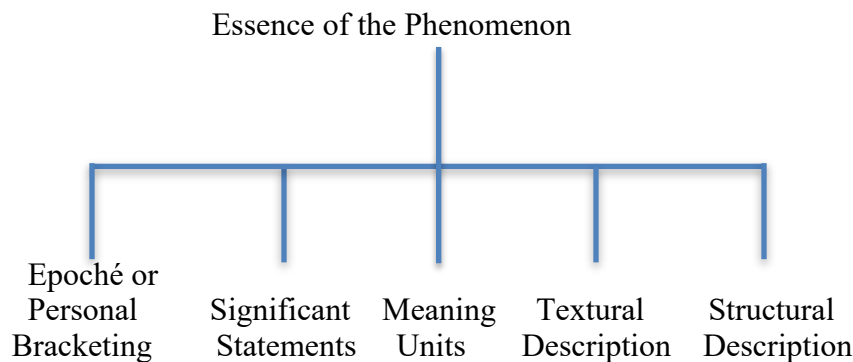 Essence of the Phenomenon
Epoché or
Personal
Bracketing
Significant
Statements
Meaning
Units
Textural
Description
Structural
Description